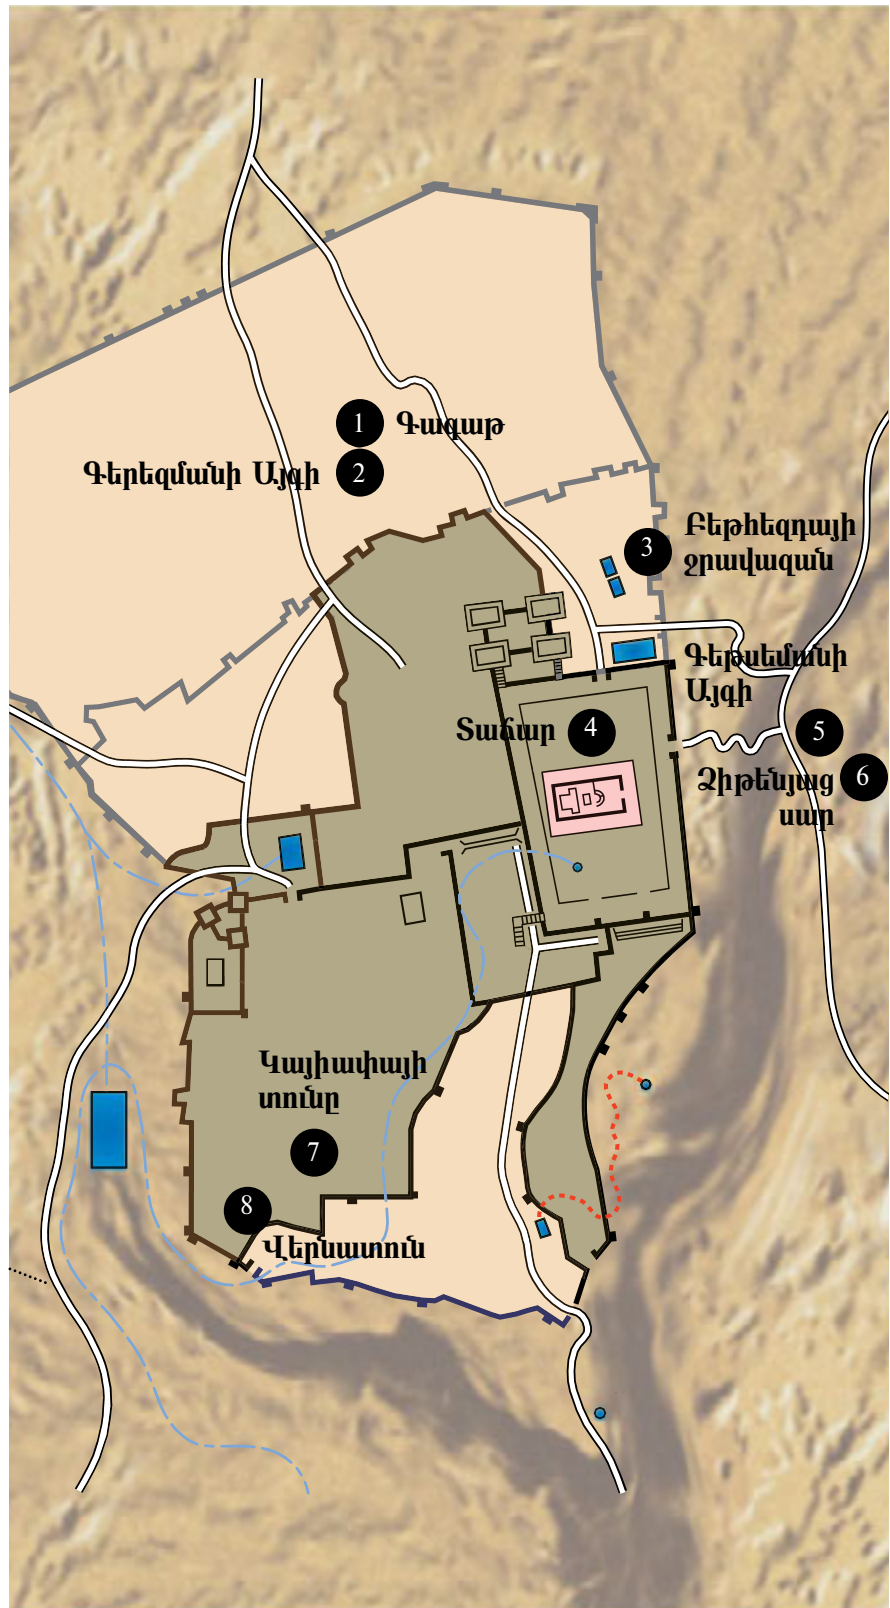 1 Գագաթ
Գերեզմանի Այգի 2
3 Բեթհեզդայի
ջրավազան
Գեթսեմանի
Այգի
Տաճար 4
5
Ձիթենյաց 6
սար
Կայիափայի
տունը
7
8
Վերնատուն